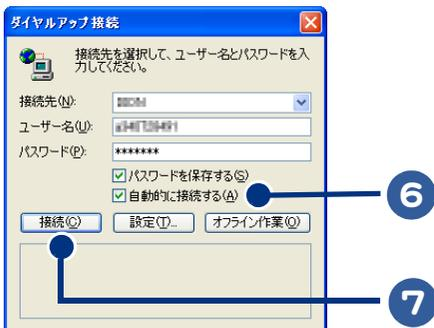 ダイヤルアップ接続
接続先を選択して、ユーザー名とパスワードを入
力してください。
接続先(N):
ユーザー名(U):
パスワード(P): *******
パスワードを保存する(S)
自動的に接続する(A)
6
接続(C) 設定(T)... オフライン作業(O)
7